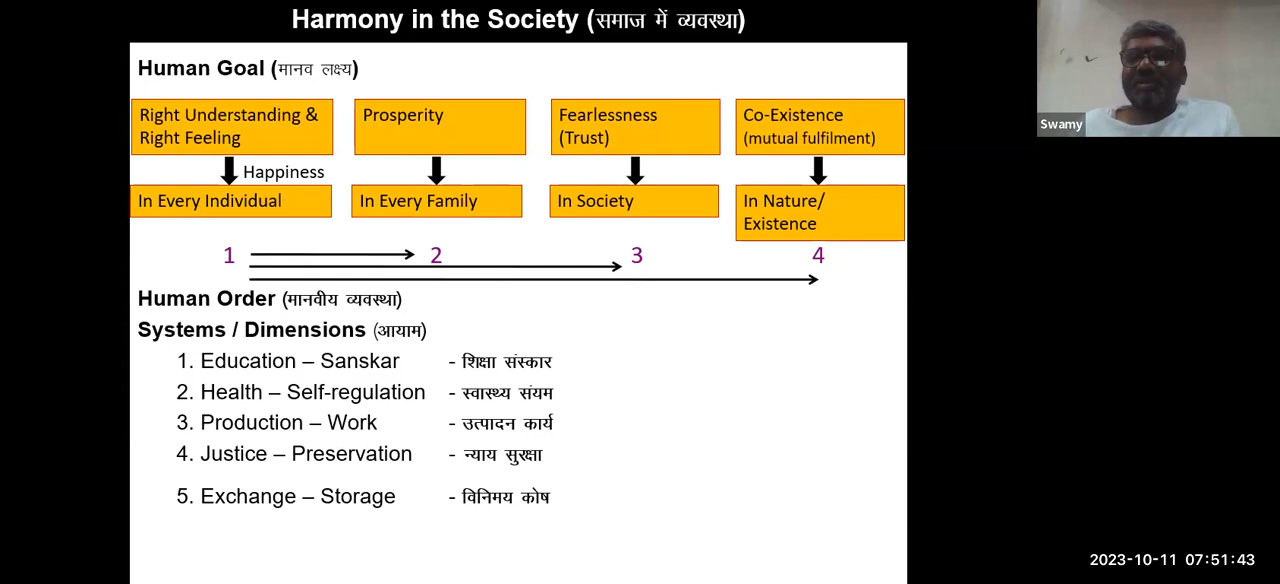 Harmony in the Society (समाज में व्यवस्था)
Human Goal (मानव लक्ष्य)
Right Understanding &
Right Feeling
Prosperity
Fearlessness
(Trust)
Co-Existence
(mutual fulfilment)
Happiness
In Every Individual
In Every Family
In Society
In Nature/
Existence
1 2 3 4
Human Order (मानवीय व्यवस्था)
Systems / Dimensions (आयाम)
1. Education – Sanskar - शिक्षा संस्कार
2. Health – Self-regulation - स्वास्थ्य संयम
3. Production – Work - उत्पादन कार्य
4. Justice – Preservation - न्याय सुरक्षा
5. Exchange – Storage - विनिमय कोष
Swamy
2023-10-11 07:51:43